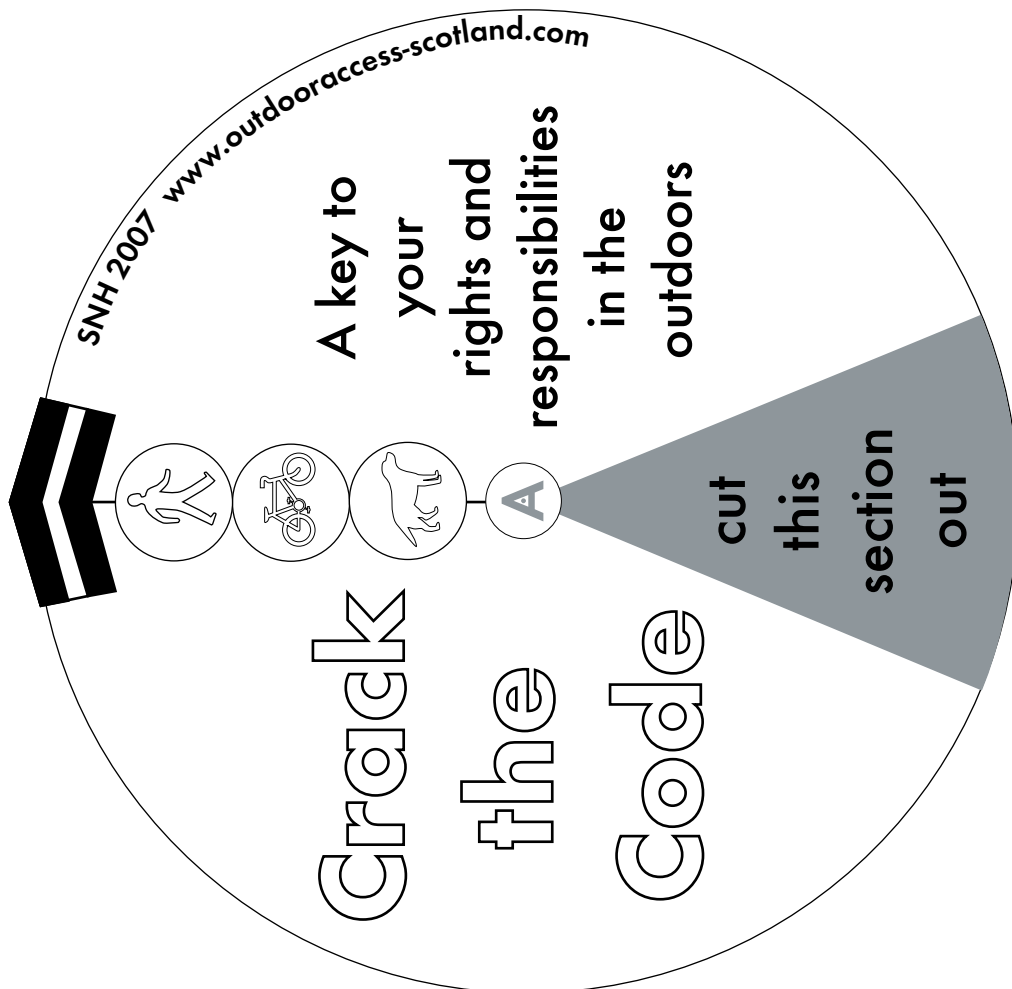 SNH 2007 www.outdooraccess-scotland.com
Crack
the
Code
A key to
your
rights and
responsibilities
in the
outdoors
A
cut
this
section
out